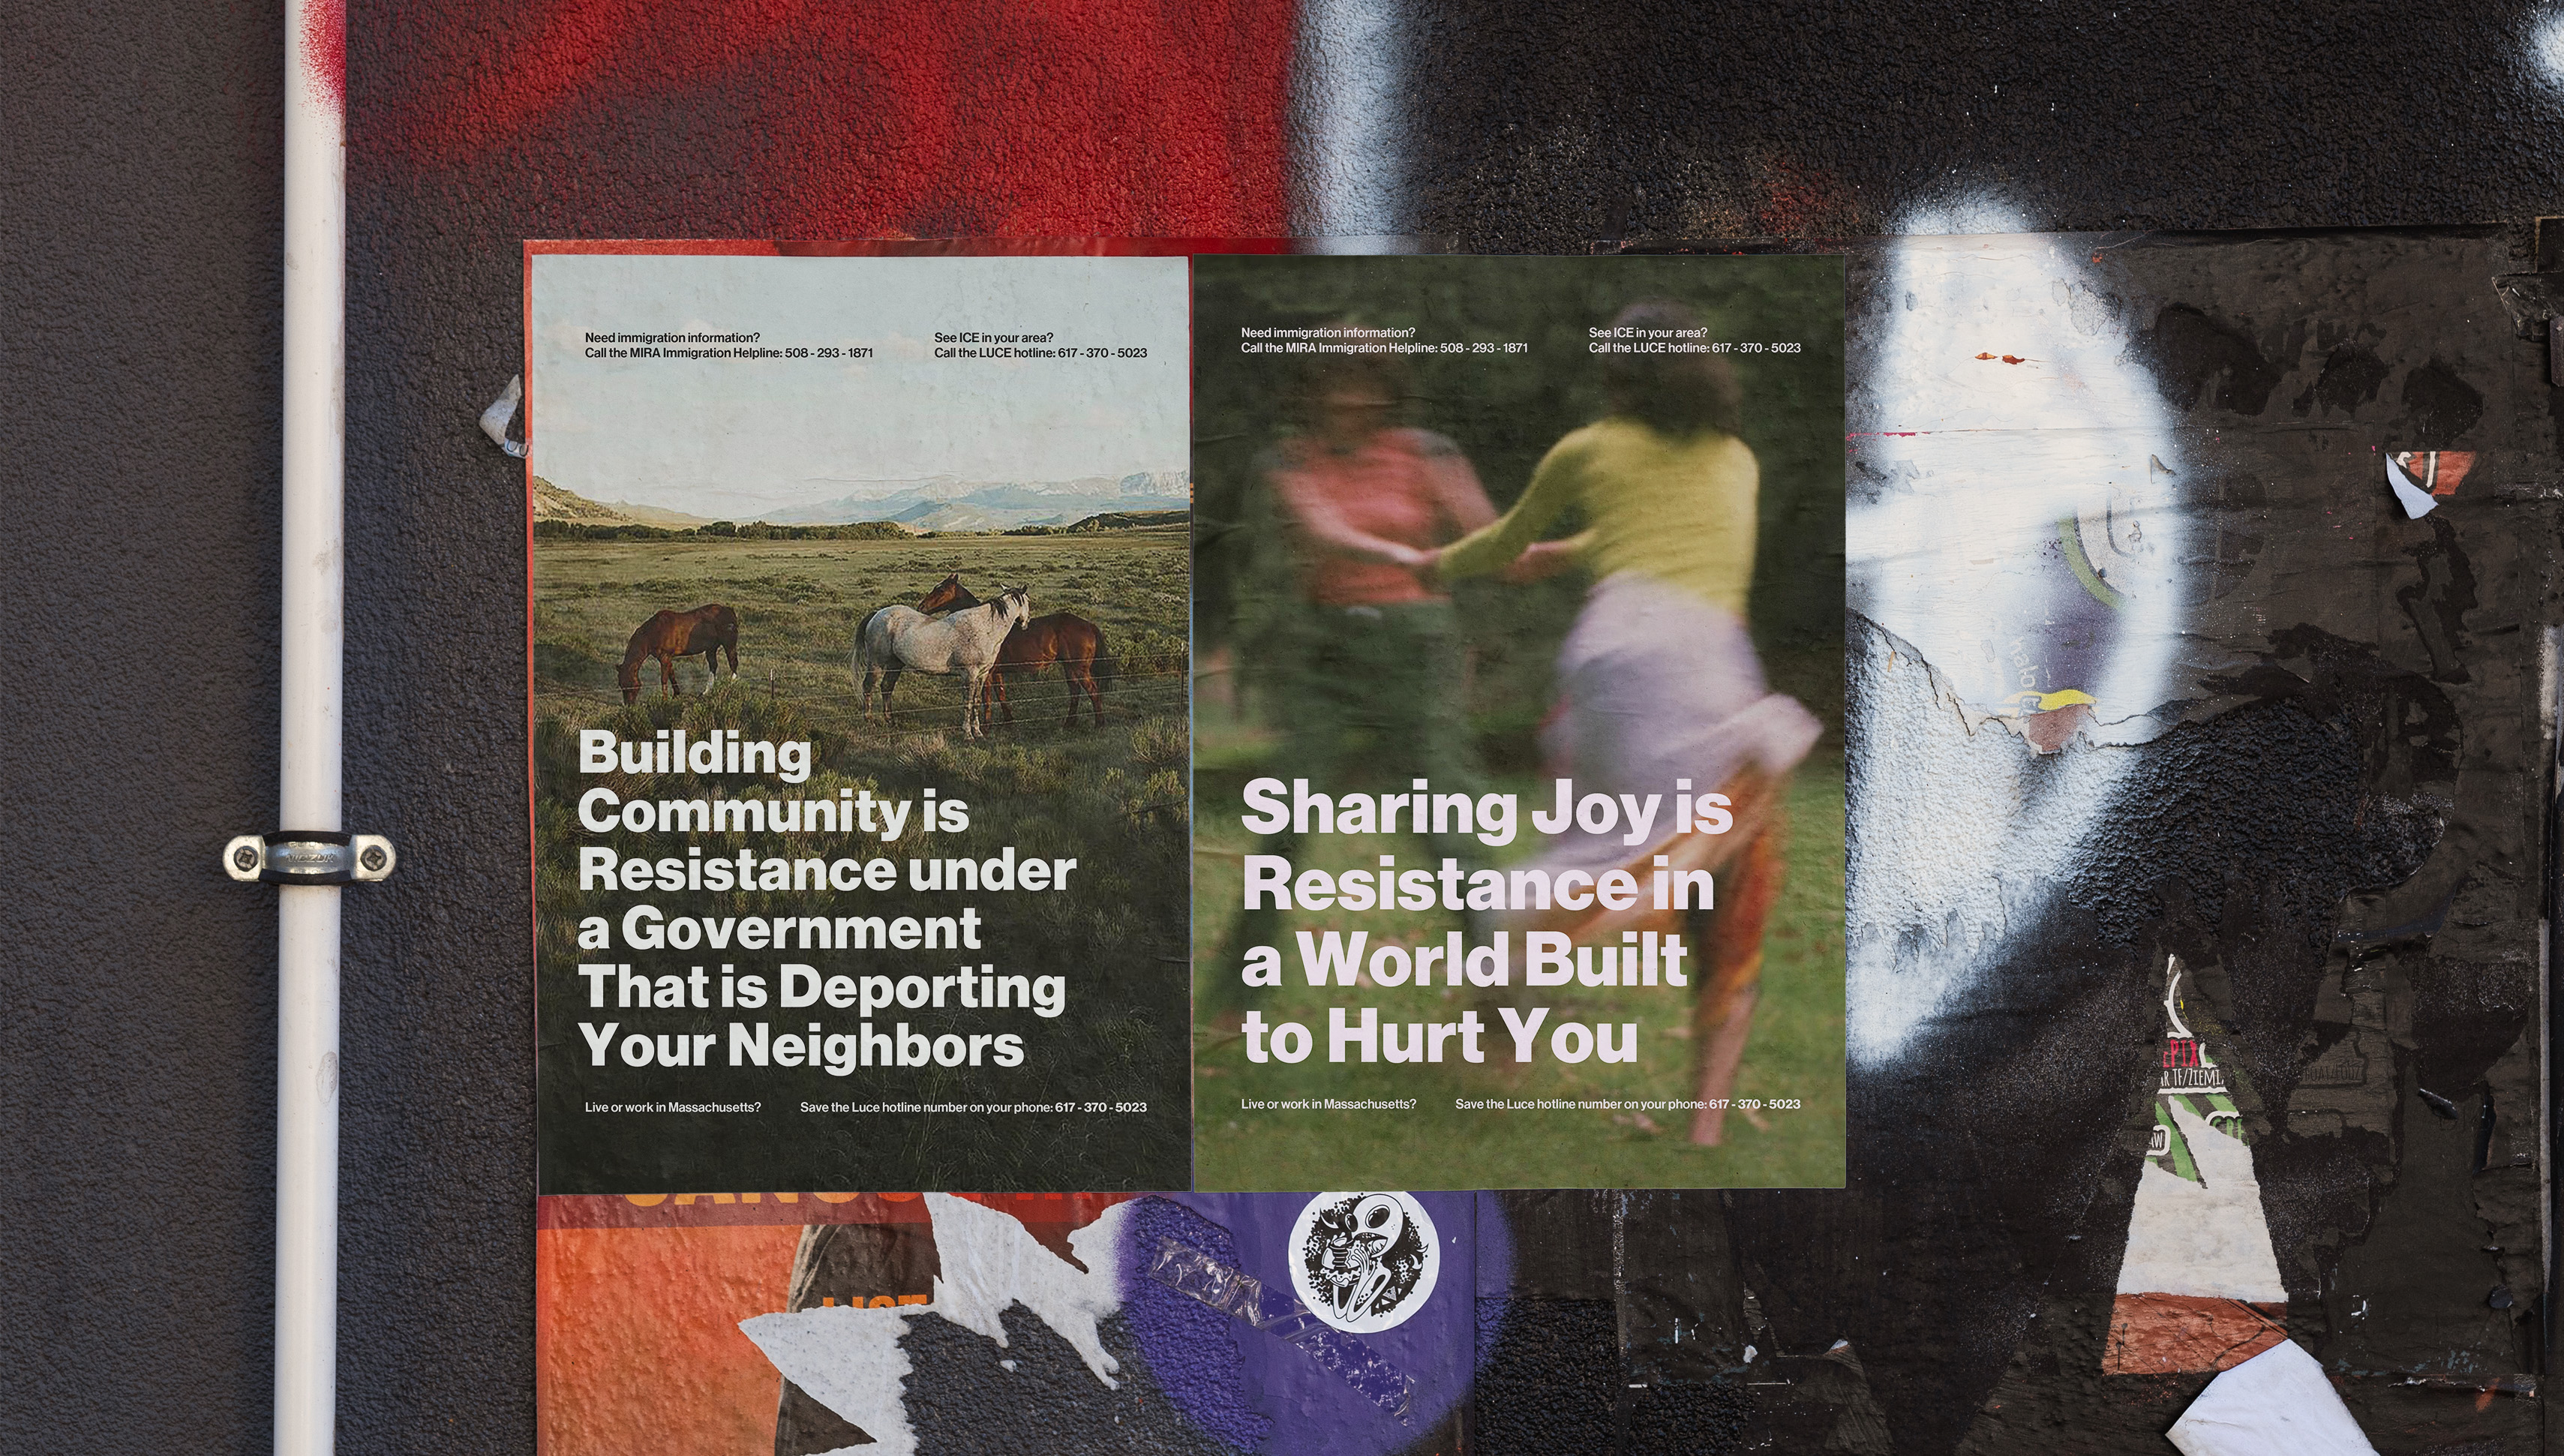 Need immigration information?
Call the MIRA Immigration Helpline: 508 - 293 - 1871
See ICE in your area?
Call the LUCE hotline: 617 - 370 - 5023
Building
Community is
Resistance under
a Government
That is Deporting
Your Neighbors
Live or work in Massachusetts?
Save the Luce hotline number on your phone: 617 - 370 - 5023
Need immigration information?
Call the MIRA Immigration Helpline: 508 - 293 - 1871
See ICE in your area?
Call the LUCE hotline: 617 - 370 - 5023
Sharing Joy is
Resistance in
a World Built
to Hurt You
Live or work in Massachusetts?
Save the Luce hotline number on your phone: 617 - 370 - 5023